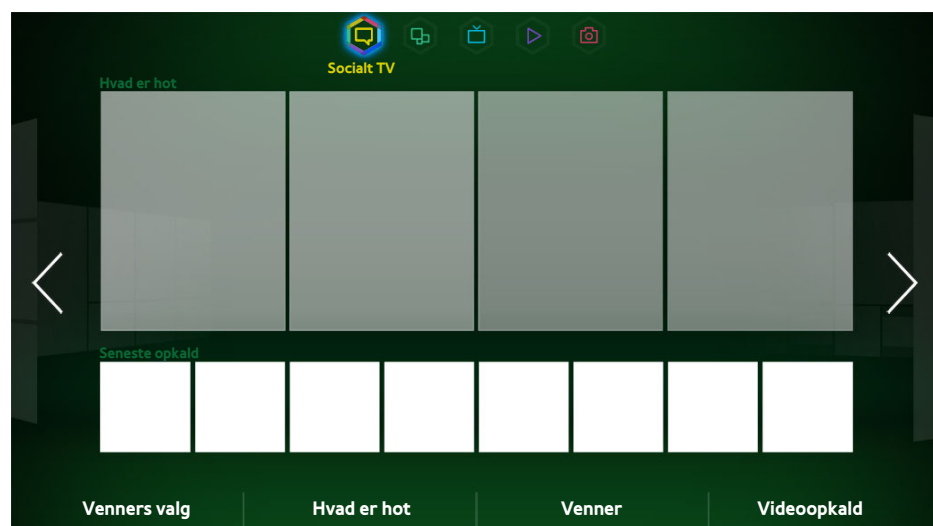 Socialt TV
Hvad er hot
Seneste opkald
Venners valg
Hvad er hot
Venner
Videoopkald